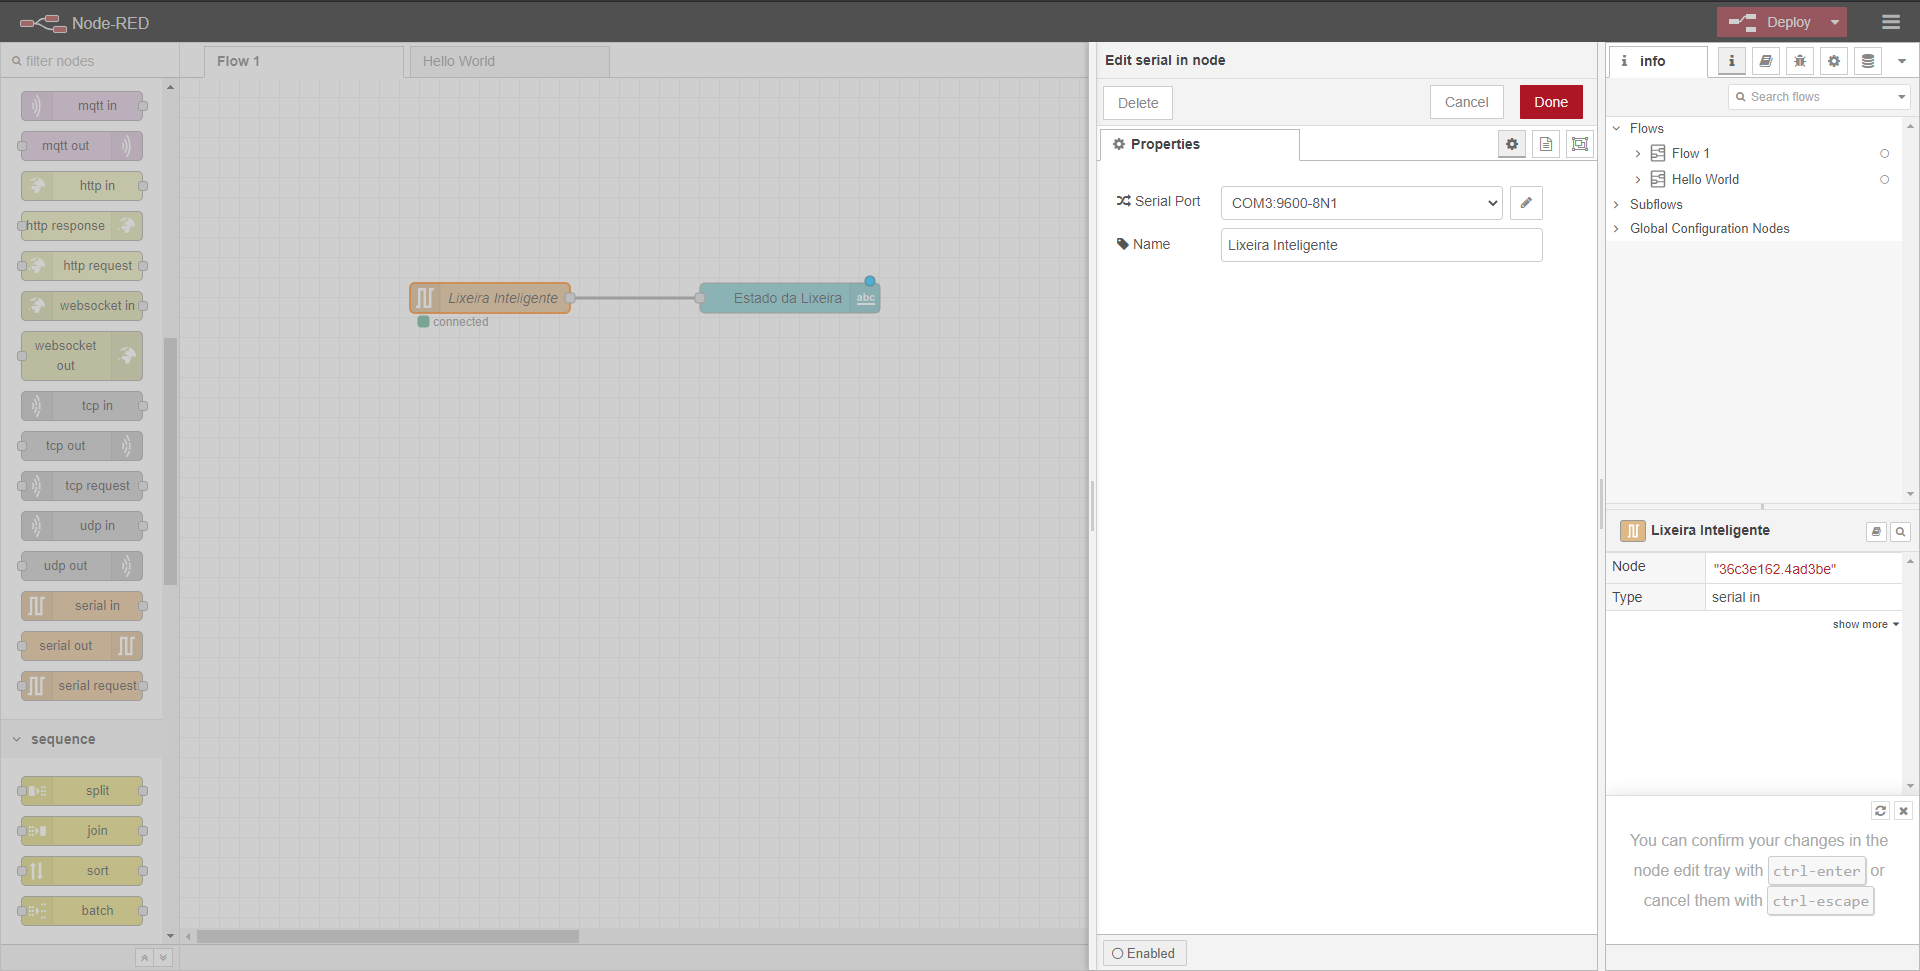 Node-RED
Deploy
filter nodes
Flow 1
Hello World
mqtt in
mqtt out
http in
http response
http request
websocket in
websocket
out
tcp in
tcp out
tcp request
udp in
udp out
serial in
serial out
serial request
sequence
split
join
sort
batch
Lixeira Inteligente
connected
Estado da Lixeira
abc
Edit serial in node
Delete
Cancel
Done
Properties
Serial Port
COM3:9600-8N1
Name
Lixeira Inteligente
Enabled
info
Search flows
Flows
Flow 1
Hello World
Subflows
Global Configuration Nodes
Lixeira Inteligente
Node
"36c3e162.4ad3be"
Type
serial in
show more
You can confirm your changes in the
node edit tray with ctrl-enter or
cancel them with ctrl-escape